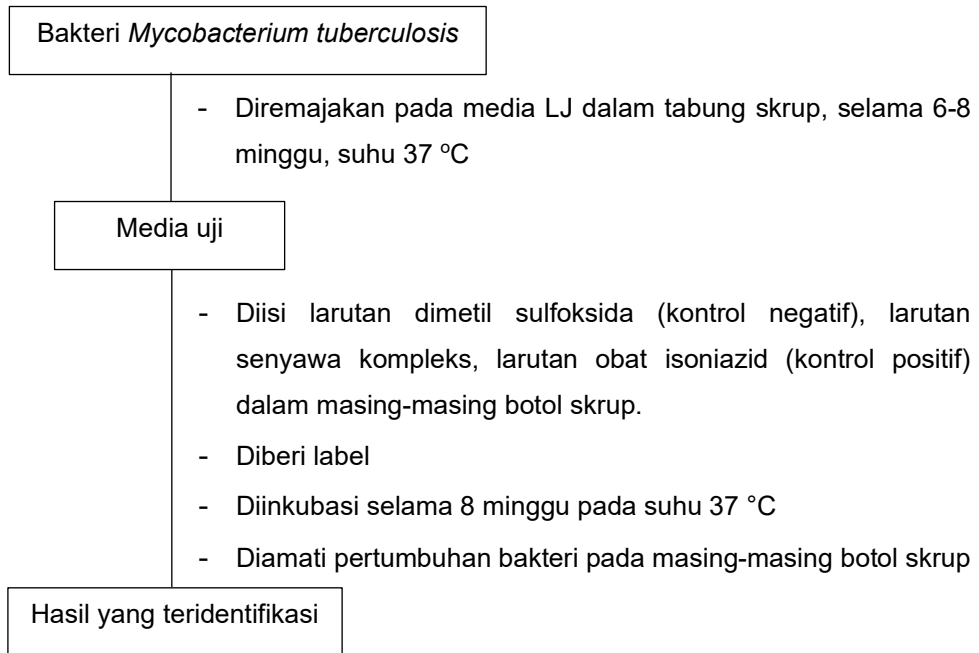 Bakteri Mycobacterium tuberculosis
- Diremajakan pada media LJ dalam tabung skrup, selama 6-8
minggu, suhu 37 ºC
Media uji
- Diisi larutan dimetil sulfoksida (kontrol negatif), larutan
senyawa kompleks, larutan obat isoniazid (kontrol positif)
dalam masing-masing botol skrup.
- Diberi label
- Diinkubasi selama 8 minggu pada suhu 37 °C
- Diamati pertumbuhan bakteri pada masing-masing botol skrup
Hasil yang teridentifikasi